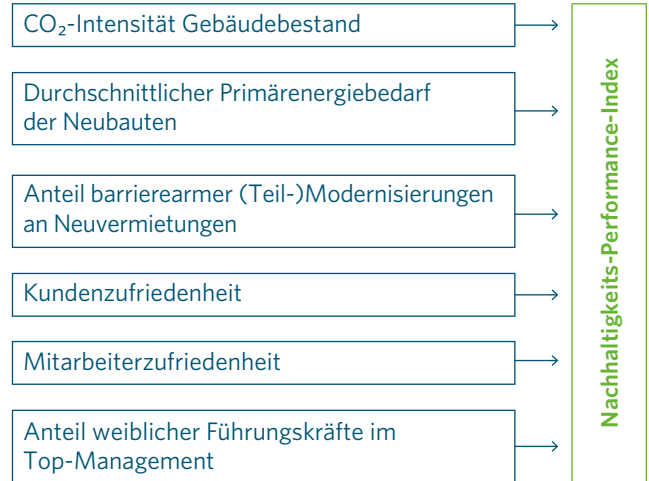 CO₂-Intensität Gebäudebestand
Durchschnittlicher Primärenergiebedarf
der Neubauten
Anteil barrierearmer (Teil-)Modernisierungen
an Neuvermietungen
Kundenzufriedenheit
Mitarbeiterzufriedenheit
Anteil weiblicher Führungskräfte im
Top-Management
Nachhaltigkeits-Performance-Index